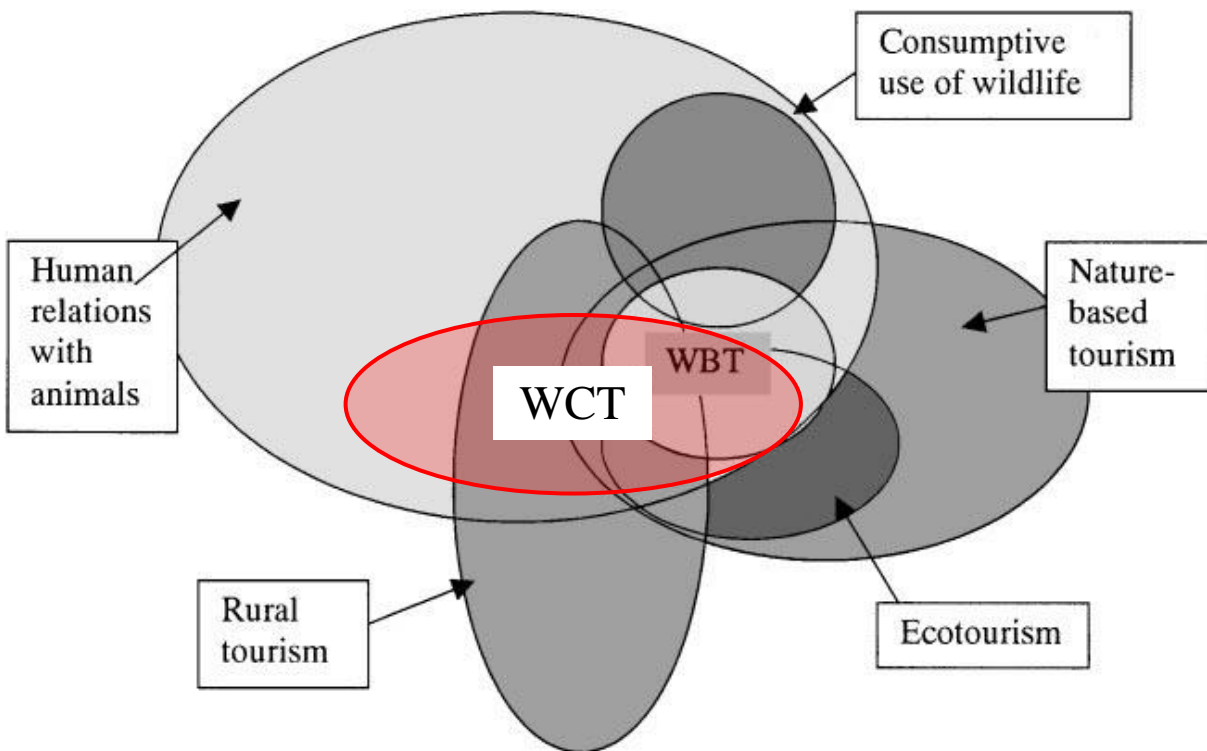 Consumptive
use of wildlife
Human
relations
with
animals
Nature-
based
tourism
WBT
WCT
Rural
tourism
Ecotourism